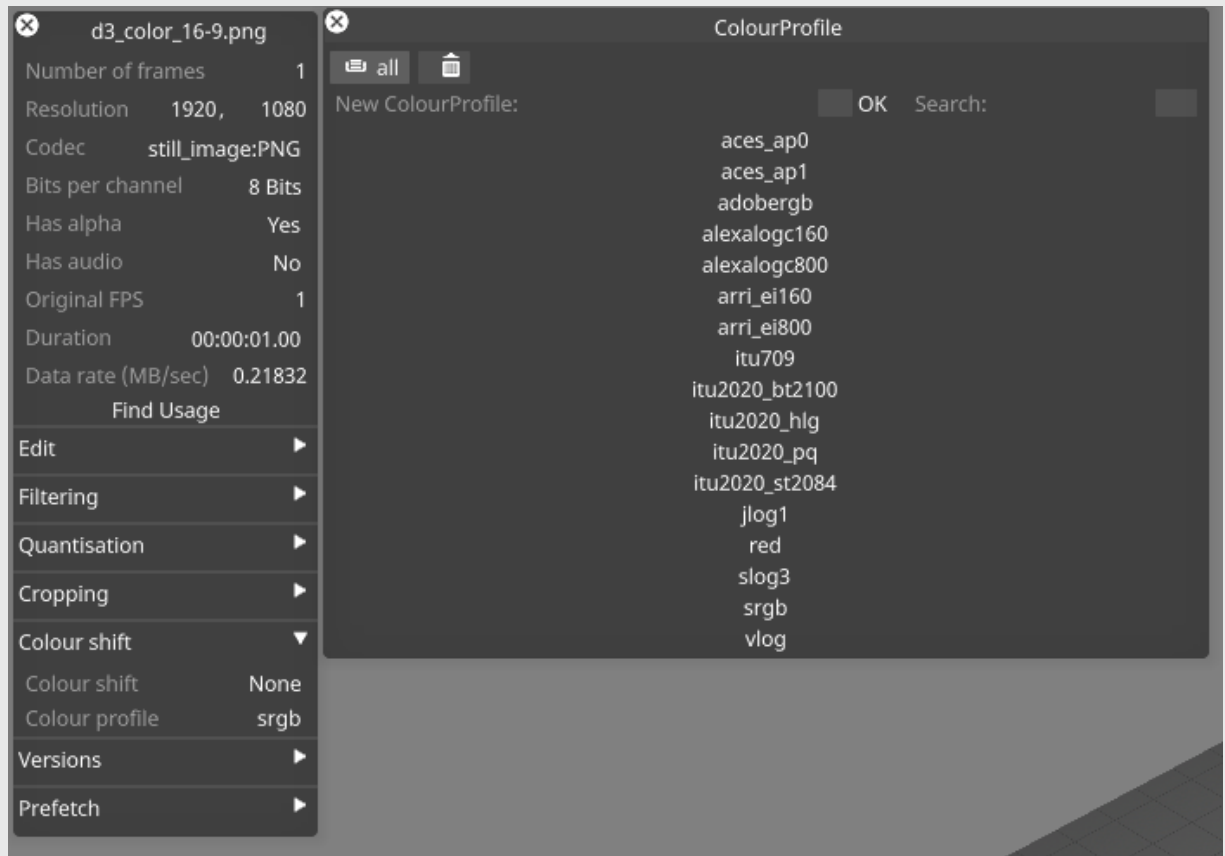 d3_color_16-9.png
Number of frames 1
Resolution 1920, 1080
Codec still_image:PNG
Bits per channel 8 Bits
Has alpha Yes
Has audio No
Original FPS 1
Duration 00:00:01.00
Data rate (MB/sec) 0.21832
Find Usage
Edit
Filtering
Quantisation
Cropping
Colour shift
Colour shift None
Colour profile srgb
Versions
Prefetch
ColourProfile
all
New ColourProfile: OK Search:
aces_ap0
aces_ap1
adobergb
alexalogc160
alexalogc800
arri_ei160
arri_ei800
itu709
itu2020_bt2100
itu2020_hlg
itu2020_pq
itu2020_st2084
jlog1
red
slog3
srgb
vlog